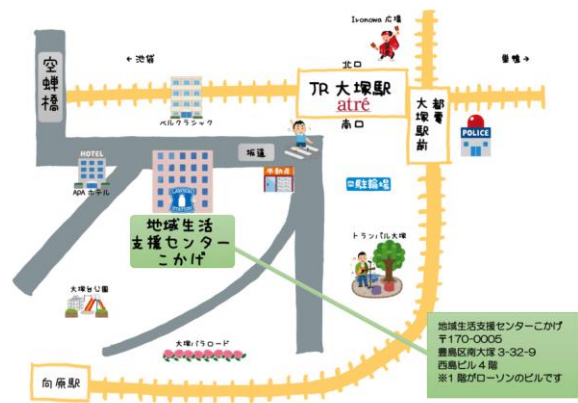 Ironowa 広場
空蝉橋
← 池袋
北口
巣鴨 →
JR 大塚駅
atré
南口
都電
大塚駅前
ベルクラシック
POLICE
HOTEL
APA ホテル
坂道
不動産
駐輪場
LAWSON
STATION
地域生活
支援センター
こかげ
トランパル大塚
大塚台公園
大塚バラロード
向原駅
地域生活支援センターこかげ
〒170-0005
豊島区南大塚 3-32-9
西島ビル 4 階
※1 階がローソンのビルです